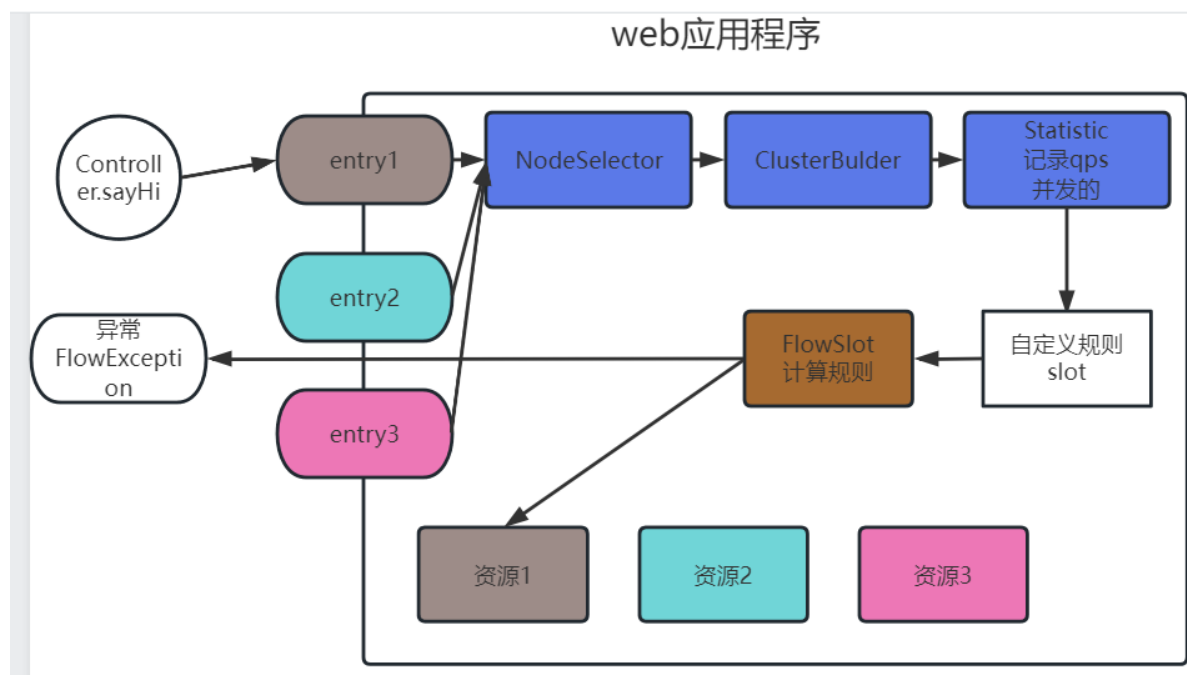 web应用程序
Controll
er.sayHi
entry1
NodeSelector
ClusterBulder
Statistic
记录qps
并发的
entry2
异常
FlowExcepti
on
FlowSlot
计算规则
自定义规则
slot
entry3
资源1
资源2
资源3